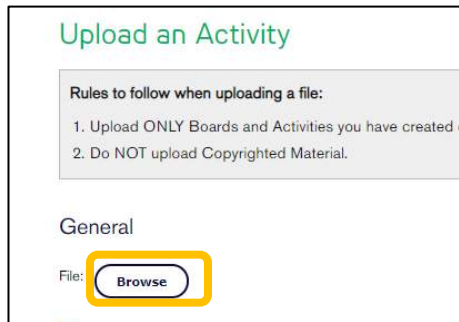 Upload an Activity
Rules to follow when uploading a file:
1. Upload ONLY Boards and Activities you have created
2. Do NOT upload Copyrighted Material.
General
File: Browse